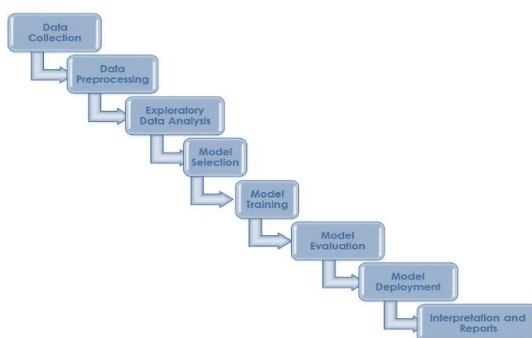 Data
Collection
Data
Preprocessing
Exploratory
Data Analysis
Model
Selection
Model
Training
Model
Evaluation
Model
Deployment
Interpretation and
Reports